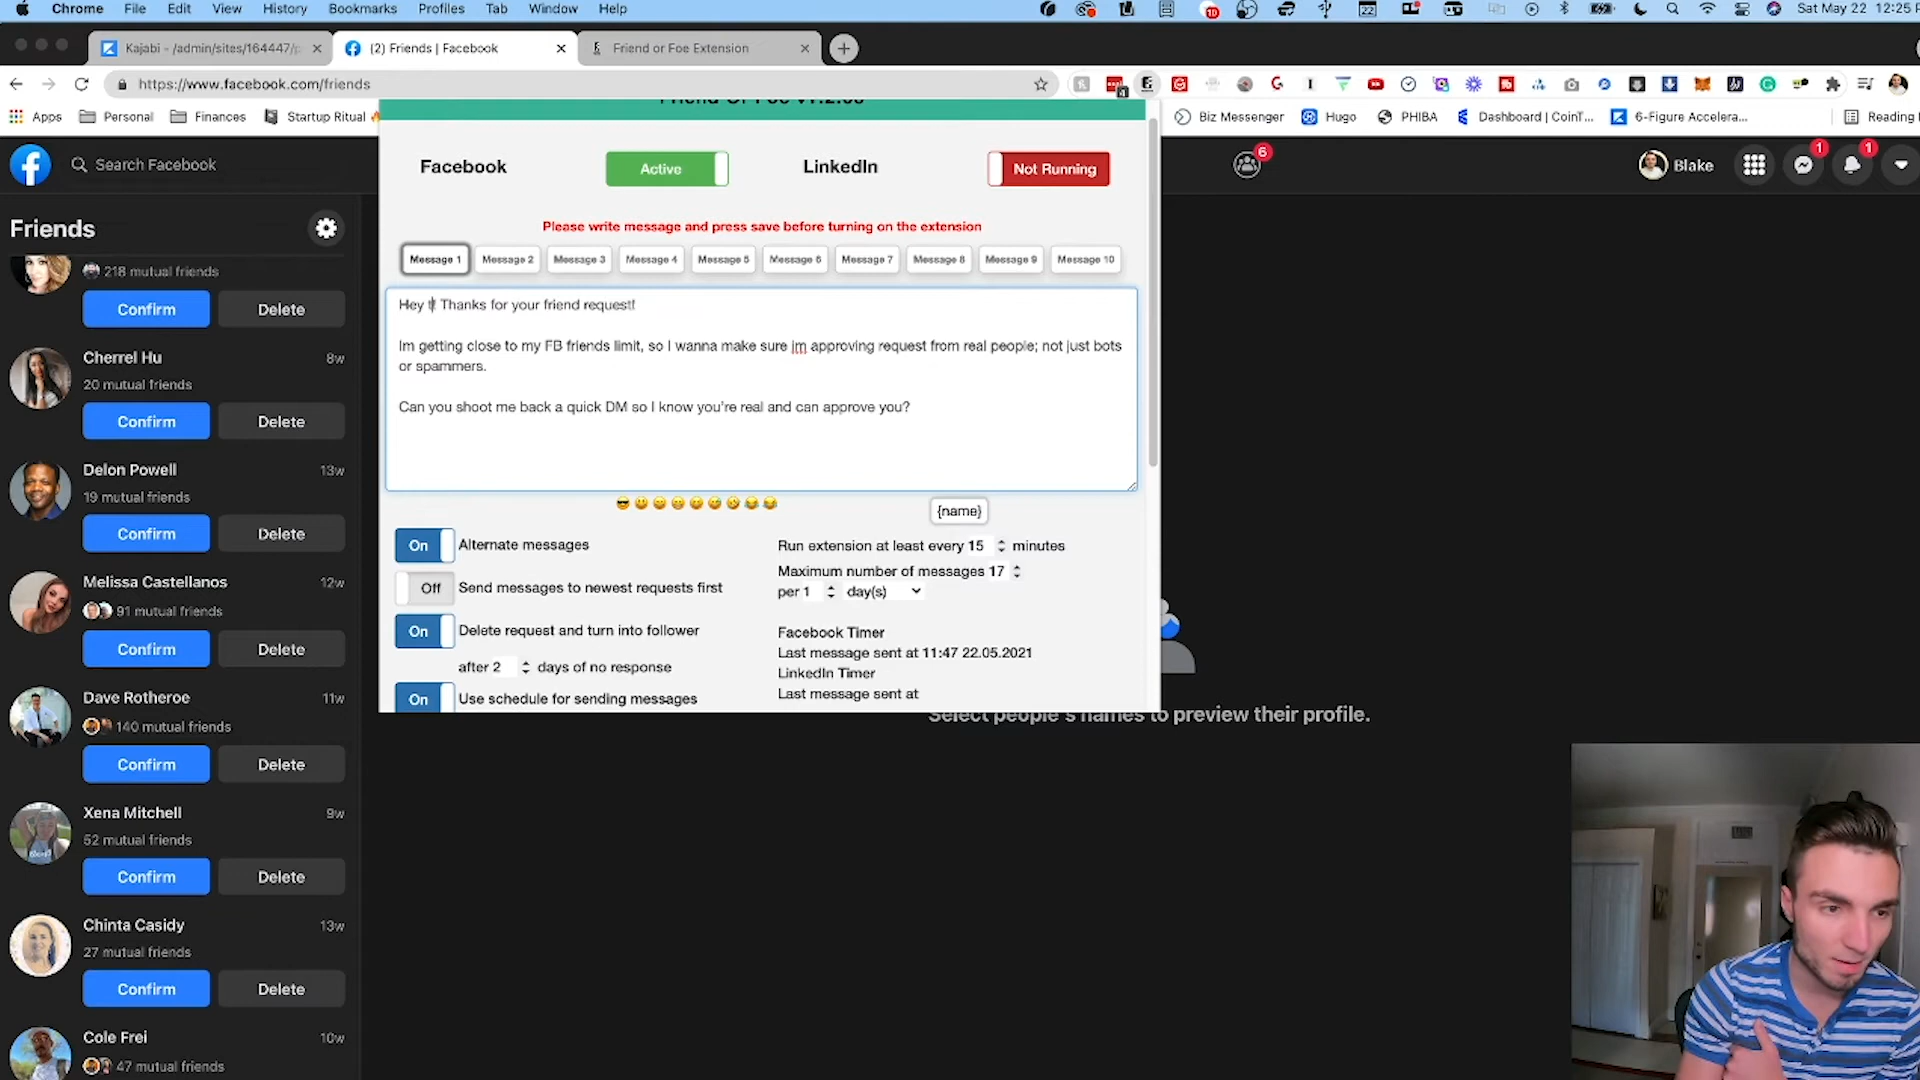 Chrome File Edit View History Bookmarks Profiles Tab Window Help
10 22 Sat May 22 12:25
Kajabi - /admin/sites/164447/p
(2) Friends | Facebook
Friend or Foe Extension
https://www.facebook.com/friends
Apps Personal Finances Startup Ritual
Biz Messenger Hugo PHIBA Dashboard | CoinT... 6-Figure Accelera... Reading
Search Facebook
6
Blake
1
1
Friends
218 mutual friends
Confirm Delete
Cherrel Hu 8w
20 mutual friends
Confirm Delete
Delon Powell 13w
19 mutual friends
Confirm Delete
Melissa Castellanos 12w
91 mutual friends
Confirm Delete
Dave Rotheroe 11w
140 mutual friends
Confirm Delete
Xena Mitchell 9w
52 mutual friends
Confirm Delete
Chinta Casidy 13w
27 mutual friends
Confirm Delete
Cole Frei 10w
47 mutual friends
Facebook Active LinkedIn Not Running
Please write message and press save before turning on the extension
Message 1 Message 2 Message 3 Message 4 Message 5 Message 6 Message 7 Message 8 Message 9 Message 10
Hey ! Thanks for your friend request!
Im getting close to my FB friends limit, so I wanna make sure im approving request from real people; not just bots
or spammers.
Can you shoot me back a quick DM so I know you're real and can approve you?
{name}
On Alternate messages
Off Send messages to newest requests first
On Delete request and turn into follower
after 2 days of no response
On Use schedule for sending messages
Run extension at least every 15 minutes
Maximum number of messages 17
per 1 day(s)
Facebook Timer
Last message sent at 11:47 22.05.2021
LinkedIn Timer
Last message sent at
Select people's names to preview their profile.